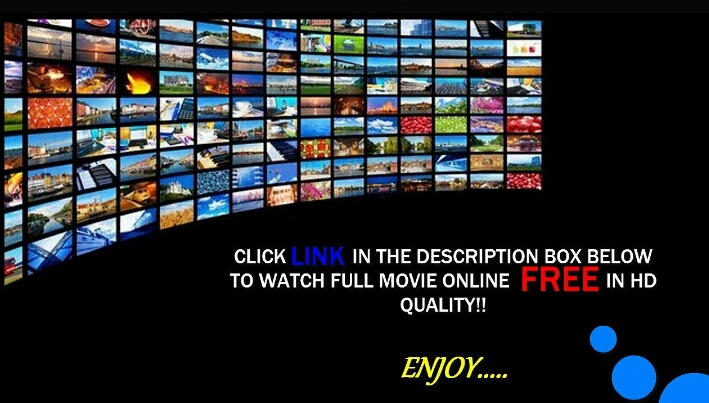 CLICK LINK IN THE DESCRIPTION BOX BELOW
TO WATCH FULL MOVIE ONLINE FREE IN HD
QUALITY!!
ENJOY.....